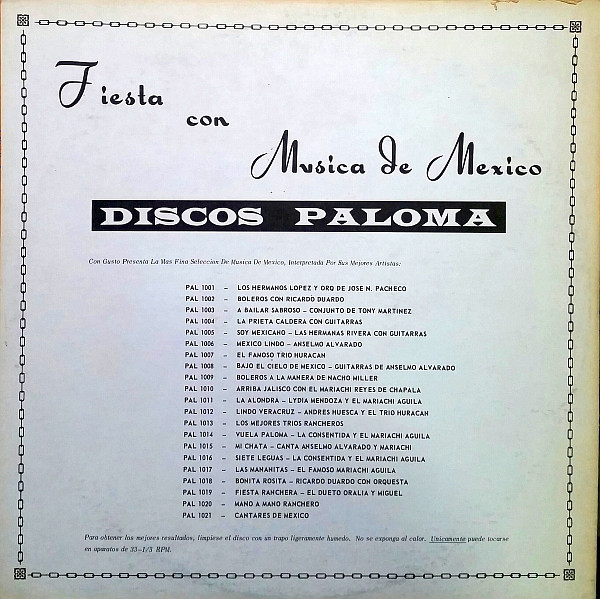 Fiesta
con
Musica de Mexico
DISCOS PALOMA
Con Gusto Presenta La Mas Fina Selección De Musica De Mexico, Interpretada Por Sus Mejores Artistas:
PAL 1001 – LOS HERMANOS LOPEZ Y ORQ DE JOSE N. PACHECO
PAL 1002 – BOLEROS CON RICARDO DUARDO
PAL 1003 – A BAILAR SABROSO – CONJUNTO DE TONY MARTINEZ
PAL 1004 – LA PRIETA CALDERA CON GUITARRAS
PAL 1005 – SOY MEXICANO – LAS HERMANAS RIVERA CON GUITARRAS
PAL 1006 – MEXICO LINDO – ANSELMO ALVARADO
PAL 1007 – EL FAMOSO TRIO HURACAN
PAL 1008 – BAJO EL CIELO DE MEXICO – GUITARRAS DE ANSELMO ALVARADO
PAL 1009 – BOLEROS A LA MANERA DE NACHO MILLER
PAL 1010 – ARRIBA JALISCO CON EL MARIACHI REYES DE CHAPALA
PAL 1011 – LA ALONDRA – LYDIA MENDOZA Y EL MARIACHI AGUILA
PAL 1012 – LINDO VERACRUZ – ANDRES HUESCA Y EL TRIO HURACAN
PAL 1013 – LOS MEJORES TRIOS RANCHEROS
PAL 1014 – VUELA PALOMA – LA CONSENTIDA Y EL MARIACHI AGUILA
PAL 1015 – MI CHATA – CANTA ANSELMO ALVARADO Y MARIACHI
PAL 1016 – SIETE LEGUAS – LA CONSENTIDA Y EL MARIACHI AGUILA
PAL 1017 – LAS MANANITAS – EL FAMOSO MARIACHI AGUILA
PAL 1018 – BONITA ROSITA – RICARDO DUARDO CON ORQUESTA
PAL 1019 – FIESTA RANCHERA – EL DUETO ORALIA Y MIGUEL
PAL 1020 – MANO A MANO RANCHERO
PAL 1021 – CANTARES DE MEXICO
Para obtener los mejores resultados, limpiese el disco con un trapo ligeramente humedo. No se exponga al calor. Unicamente puede tocarse
en aparatos de 33-1/3 RPM.